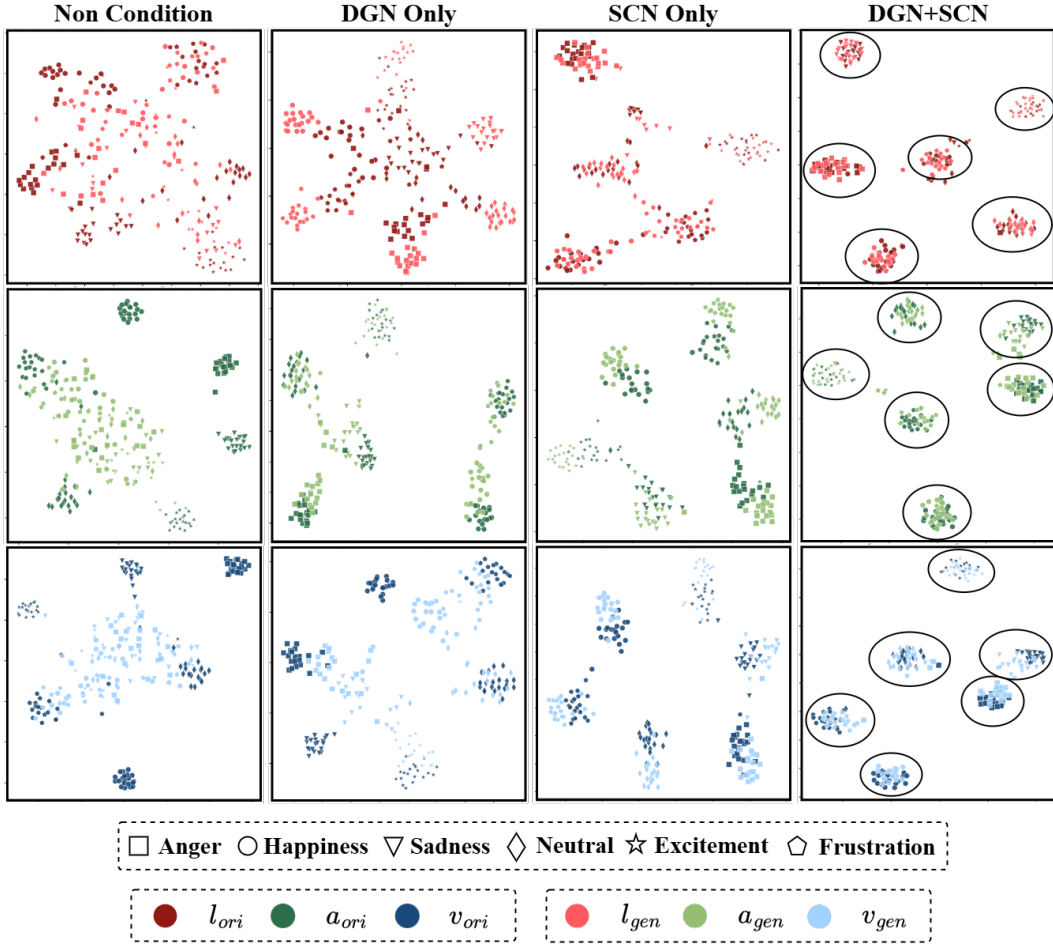 Non Condition DGN Only SCN Only DGN+SCN
Anger Happiness Sadness Neutral Excitement Frustration
l_ori a_ori v_ori l_gen a_gen v_gen